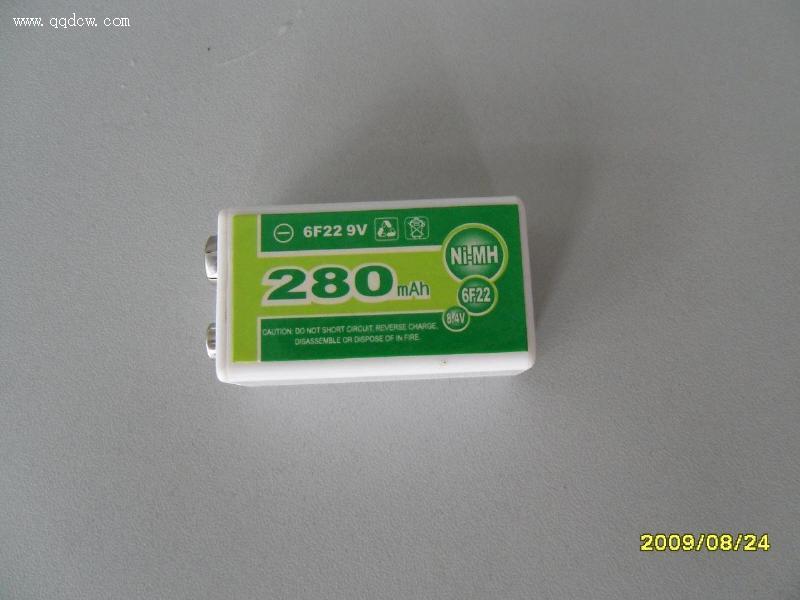 www.qqdcw.com
6F22 9V
Ni-MH
280mAh
6F22
8.4V
CAUTION: DO NOT SHORT CIRCUIT, REVERSE CHARGE,
DISASSEMBLE OR DISPOSE OF IN FIRE.
2009/08/24